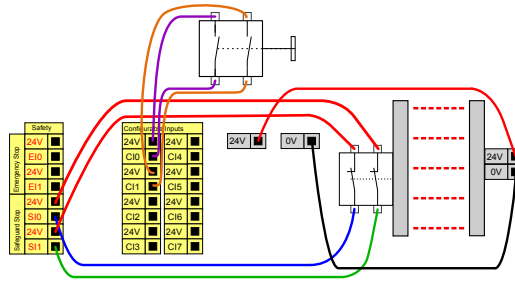 Safety
Emergency Stop
24V
EI0
24V
EI1
Safeguard Stop
24V
SI0
24V
SI1
Configurable Inputs
24V 24V
CI0 CI4
24V 24V
CI1 CI5
24V 24V
CI2 CI6
24V 24V
CI3 CI7
24V
0V
24V
0V